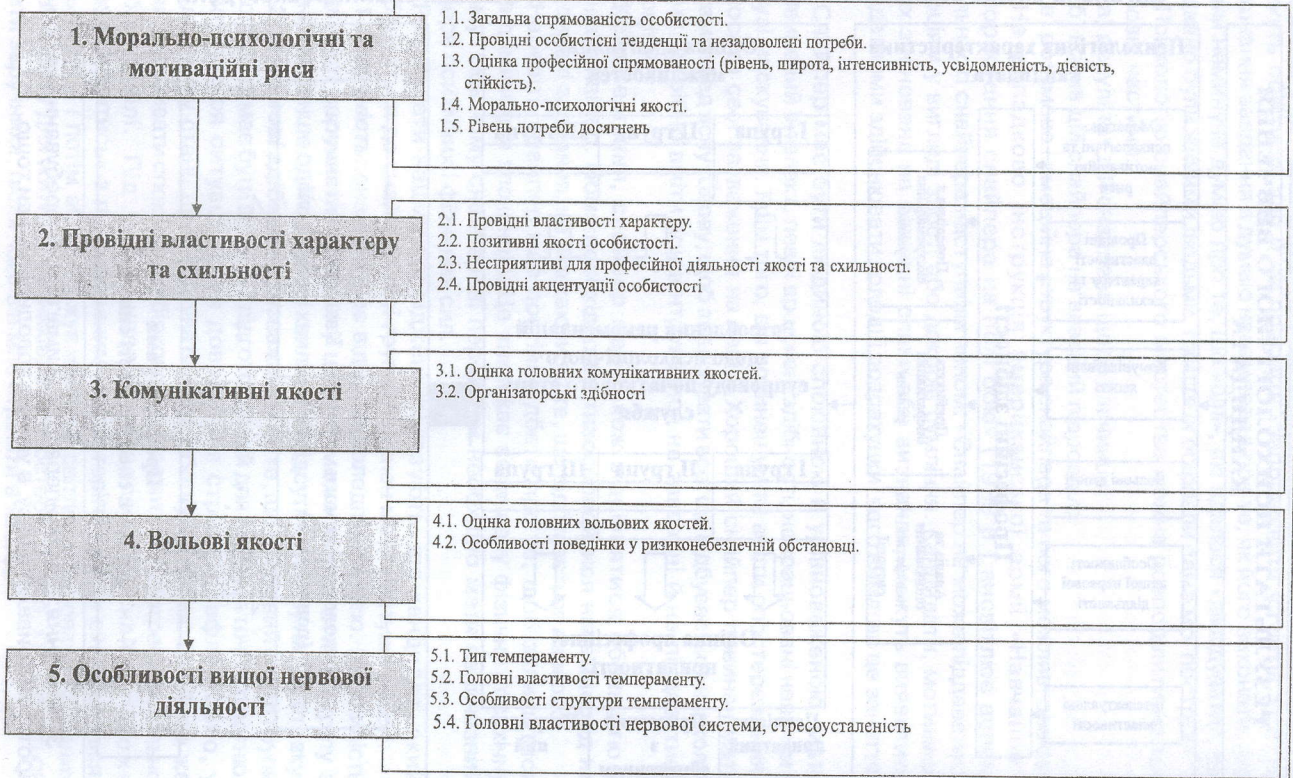 1. Морально-психологічні та
мотиваційні риси
1.1. Загальна спрямованість особистості.
1.2. Провідні особистісні тенденції та незадоволені потреби.
1.3. Оцінка професійної спрямованості (рівень, широта, інтенсивність, усвідомленість, дієвість,
стійкість).
1.4. Морально-психологічні якості.
1.5. Рівень потреби досягнень
2. Провідні властивості характеру
та схильності
2.1. Провідні властивості характеру.
2.2. Позитивні якості особистості.
2.3. Несприятливі для професійної діяльності якості та схильності.
2.4. Провідні акцентуації особистості
3. Комунікативні якості
3.1. Оцінка головних комунікативних якостей.
3.2. Організаторські здібності
4. Вольові якості
4.1. Оцінка головних вольових якостей.
4.2. Особливості поведінки у ризиконебезпечній обстановці.
5. Особливості вищої нервової
діяльності
5.1. Тип темпераменту.
5.2. Головні властивості темпераменту.
5.3. Особливості структури темпераменту.
5.4. Головні властивості нервової системи, стресоусталеність